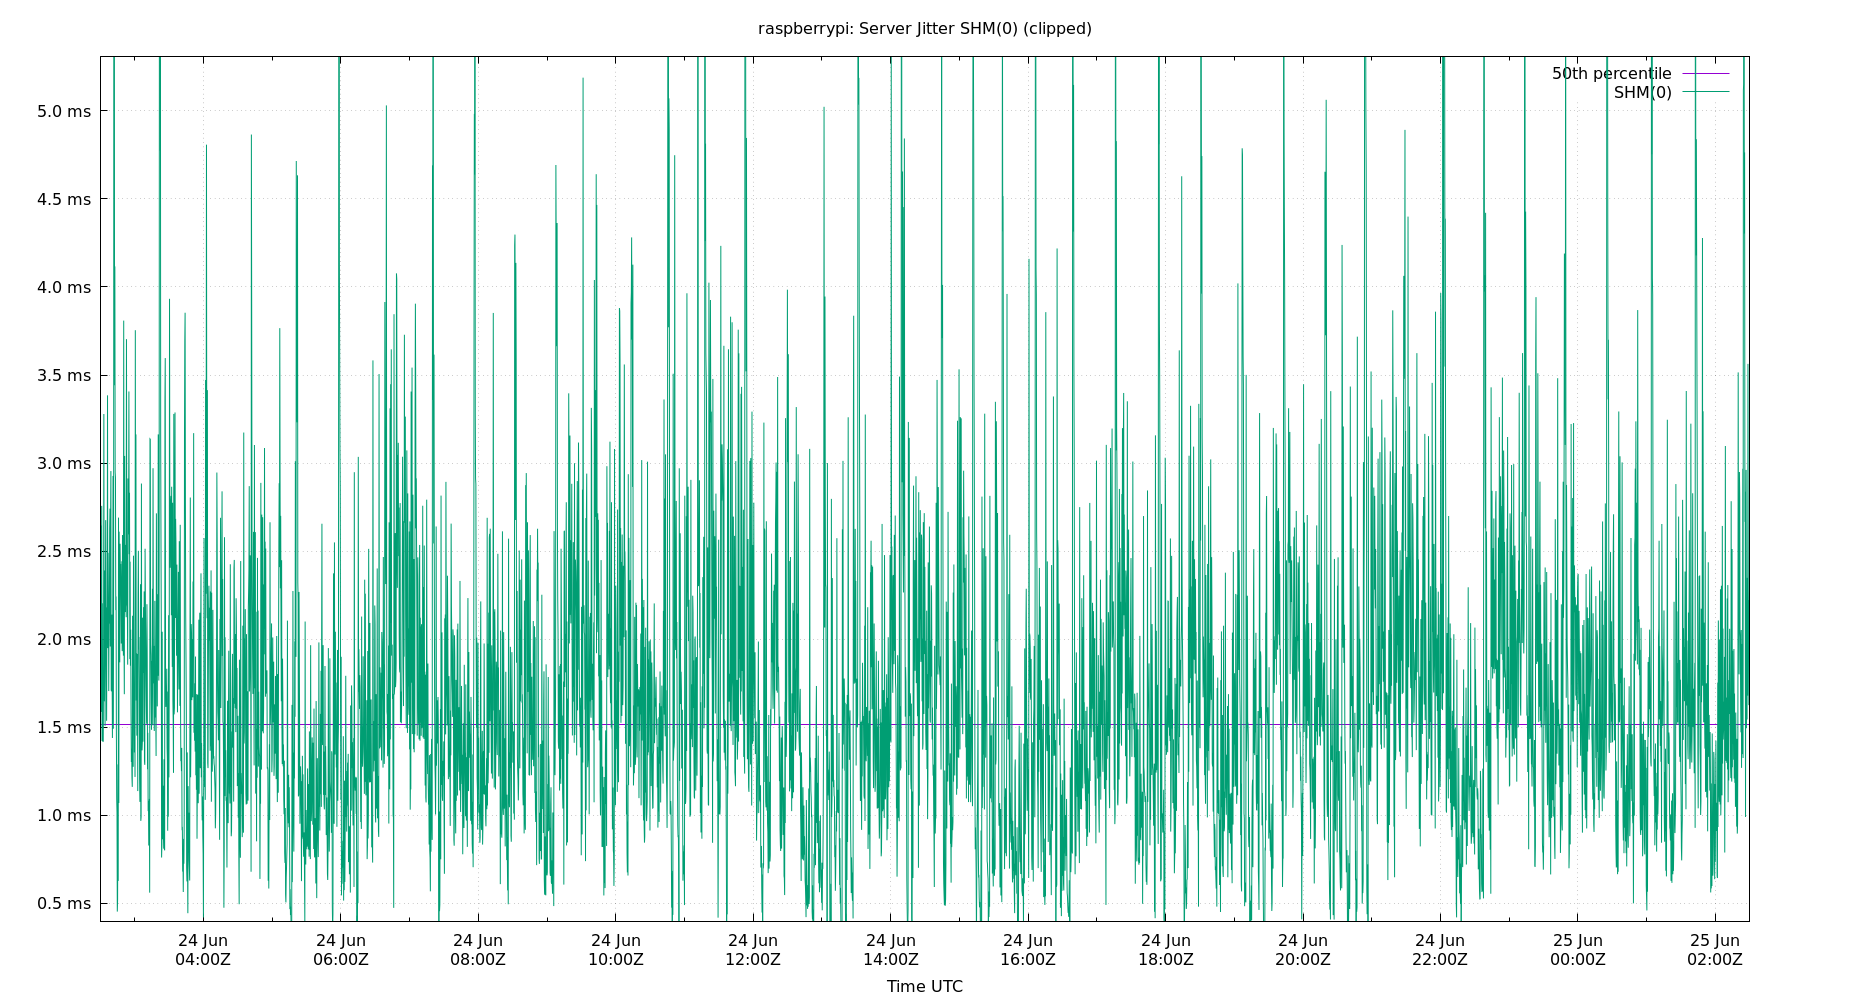 raspberrypi: Server Jitter SHM(0) (clipped)
50th percentile
SHM(0)
5.0 ms
4.5 ms
4.0 ms
3.5 ms
3.0 ms
2.5 ms
2.0 ms
1.5 ms
1.0 ms
0.5 ms
24 Jun 24 Jun 24 Jun 24 Jun 24 Jun 24 Jun 24 Jun 24 Jun 24 Jun 24 Jun 25 Jun 25 Jun
04:00Z 06:00Z 08:00Z 10:00Z 12:00Z 14:00Z 16:00Z 18:00Z 20:00Z 22:00Z 00:00Z 02:00Z
Time UTC